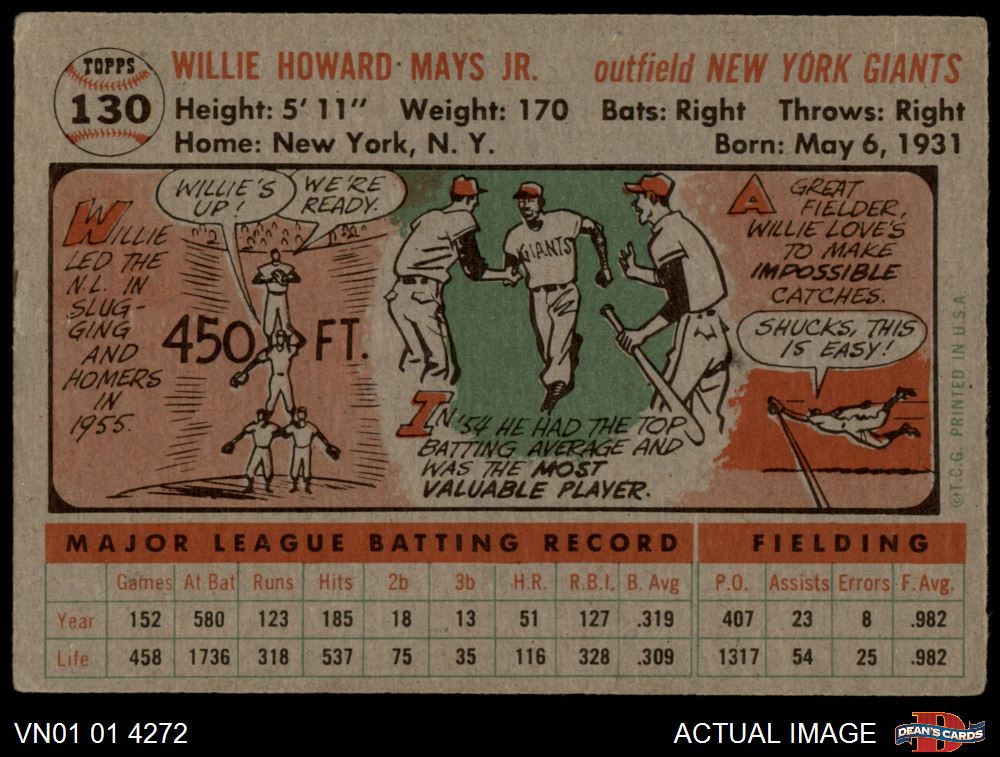 TOPPS
130
WILLIE HOWARD MAYS JR. outfield NEW YORK GIANTS
Height: 5' 11" Weight: 170 Bats: Right Throws: Right
Home: New York, N. Y. Born: May 6, 1931
WILLIE
LED THE
N.L. IN
SLUG-
GING
AND
HOMERS
IN
1955.
WILLIE'S
UP!
WE'RE
READY.
450 FT.
GIANTS
IN '54 HE HAD THE TOP
BATTING AVERAGE AND
WAS THE MOST
VALUABLE PLAYER.
A GREAT
FIELDER,
WILLIE LOVE'S
TO MAKE
IMPOSSIBLE
CATCHES.
SHUCKS, THIS
IS EASY!
©T.C.G. PRINTED IN U.S.A
MAJOR LEAGUE BATTING RECORD FIELDING
Games At Bat Runs Hits 2b 3b H.R. R.B.I. B. Avg P.O. Assists Errors F. Avg.
Year 152 580 123 185 18 13 51 127 .319 407 23 8 .982
Life 458 1736 318 537 75 35 116 328 .309 1317 54 25 .982
VN01 01 4272 ACTUAL IMAGE
D
DEAN'S CARDS